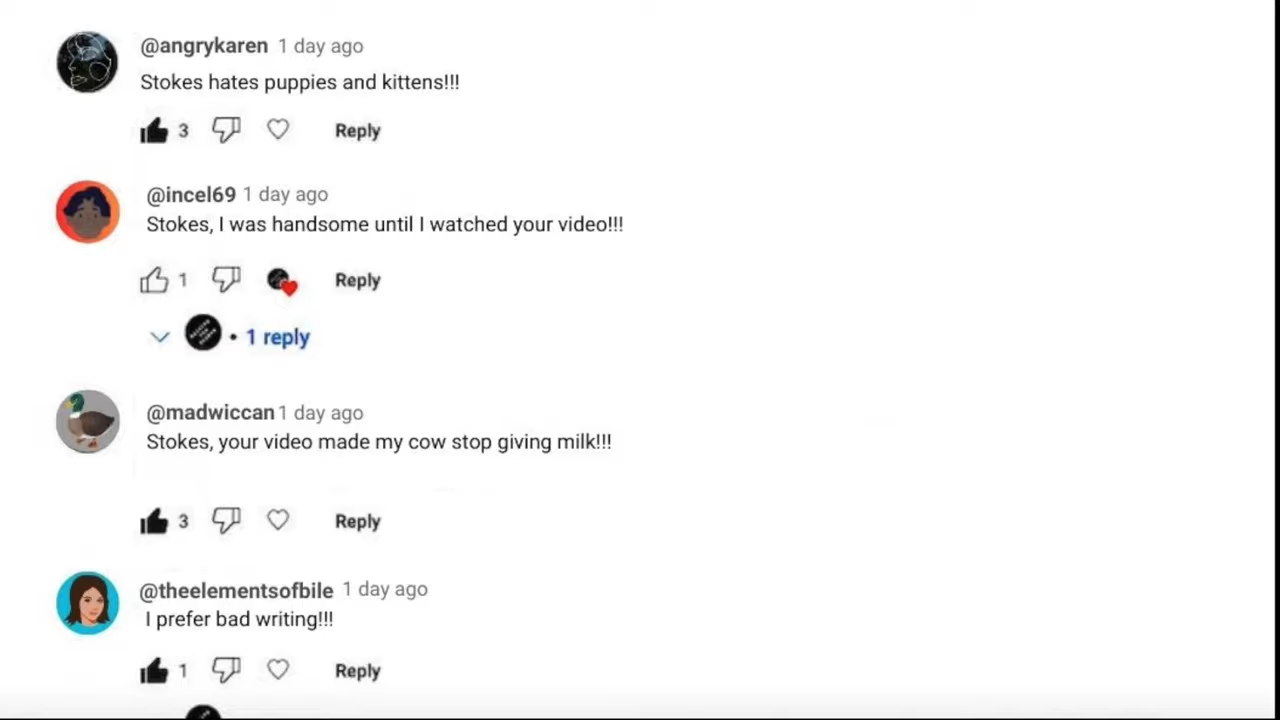 @angrykaren 1 day ago
Stokes hates puppies and kittens!!!
3 Reply
@incel69 1 day ago
Stokes, I was handsome until I watched your video!!!
1 Reply
• 1 reply
@madwiccan 1 day ago
Stokes, your video made my cow stop giving milk!!!
3 Reply
@theelementsofbile 1 day ago
I prefer bad writing!!!
1 Reply